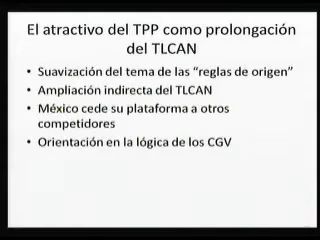 El atractivo del TPP como prolongación
del TLCAN
• Suavización del tema de las “reglas de origen”
• Ampliación indirecta del TLCAN
• México cede su plataforma a otros
competidores
• Orientación en la lógica de los CGV